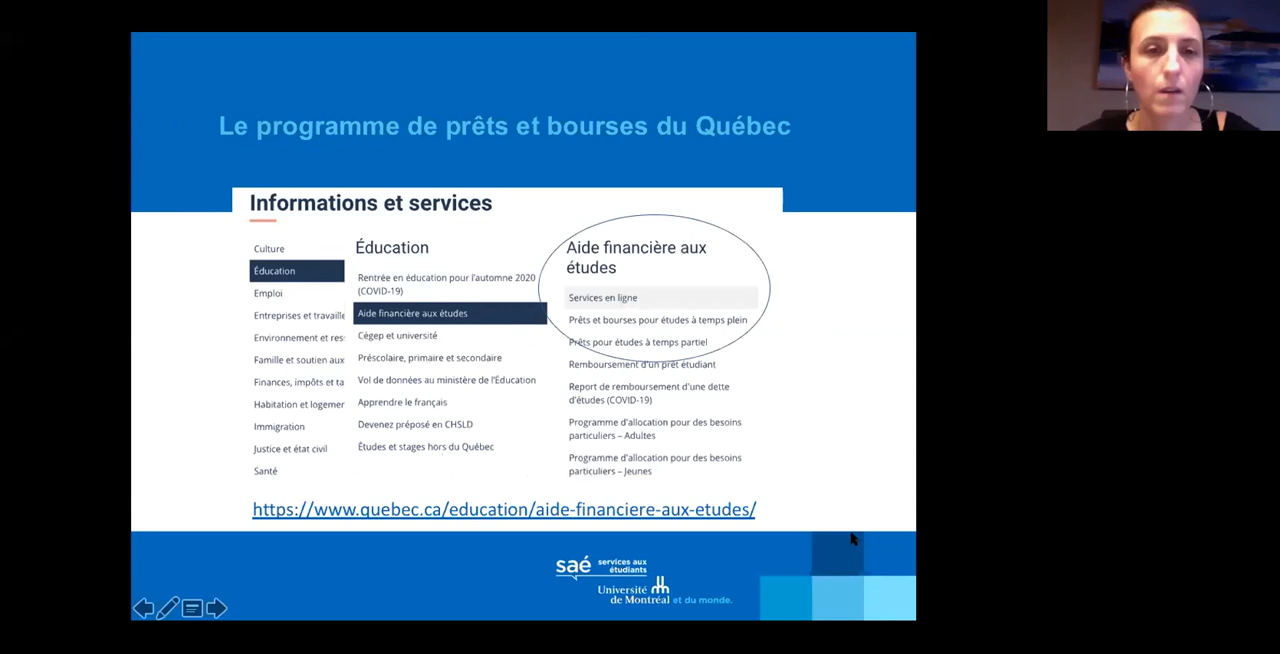 Le programme de prêts et bourses du Québec
Informations et services
Culture
Éducation
Emploi
Entreprises et travaille
Environnement et res
Famille et soutien aux
Finances, impôts et ta
Habitation et logemer
Immigration
Justice et état civil
Santé
Éducation
Rentrée en éducation pour l'automne 2020
(COVID-19)
Aide financière aux études
Cégep et université
Préscolaire, primaire et secondaire
Vol de données au ministère de l'Éducation
Apprendre le français
Devenez préposé en CHSLD
Études et stages hors du Québec
Aide financière aux
études
Services en ligne
Prêts et bourses pour études à temps plein
Prêts pour études à temps partiel
Remboursement d'un prêt étudiant
Report de remboursement d'une dette
d'études (COVID-19)
Programme d'allocation pour des besoins
particuliers – Adultes
Programme d'allocation pour des besoins
particuliers – Jeunes
https://www.quebec.ca/education/aide-financiere-aux-etudes/
saé services aux
étudiants
Université
de Montréal et du monde.